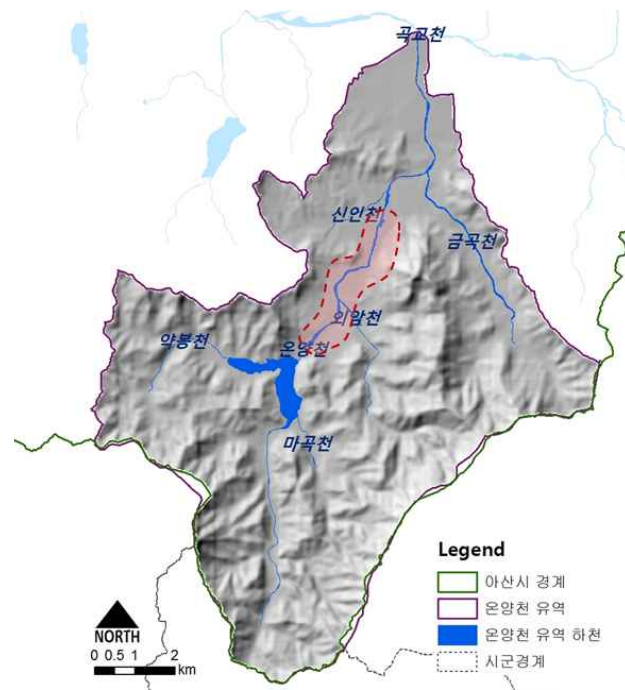 곡교천
신인천
금곡천
외암천
약봉천
온양천
마곡천
Legend
아산시 경계
온양천 유역
온양천 유역 하천
시군경계
NORTH
0 0.5 1 2
km